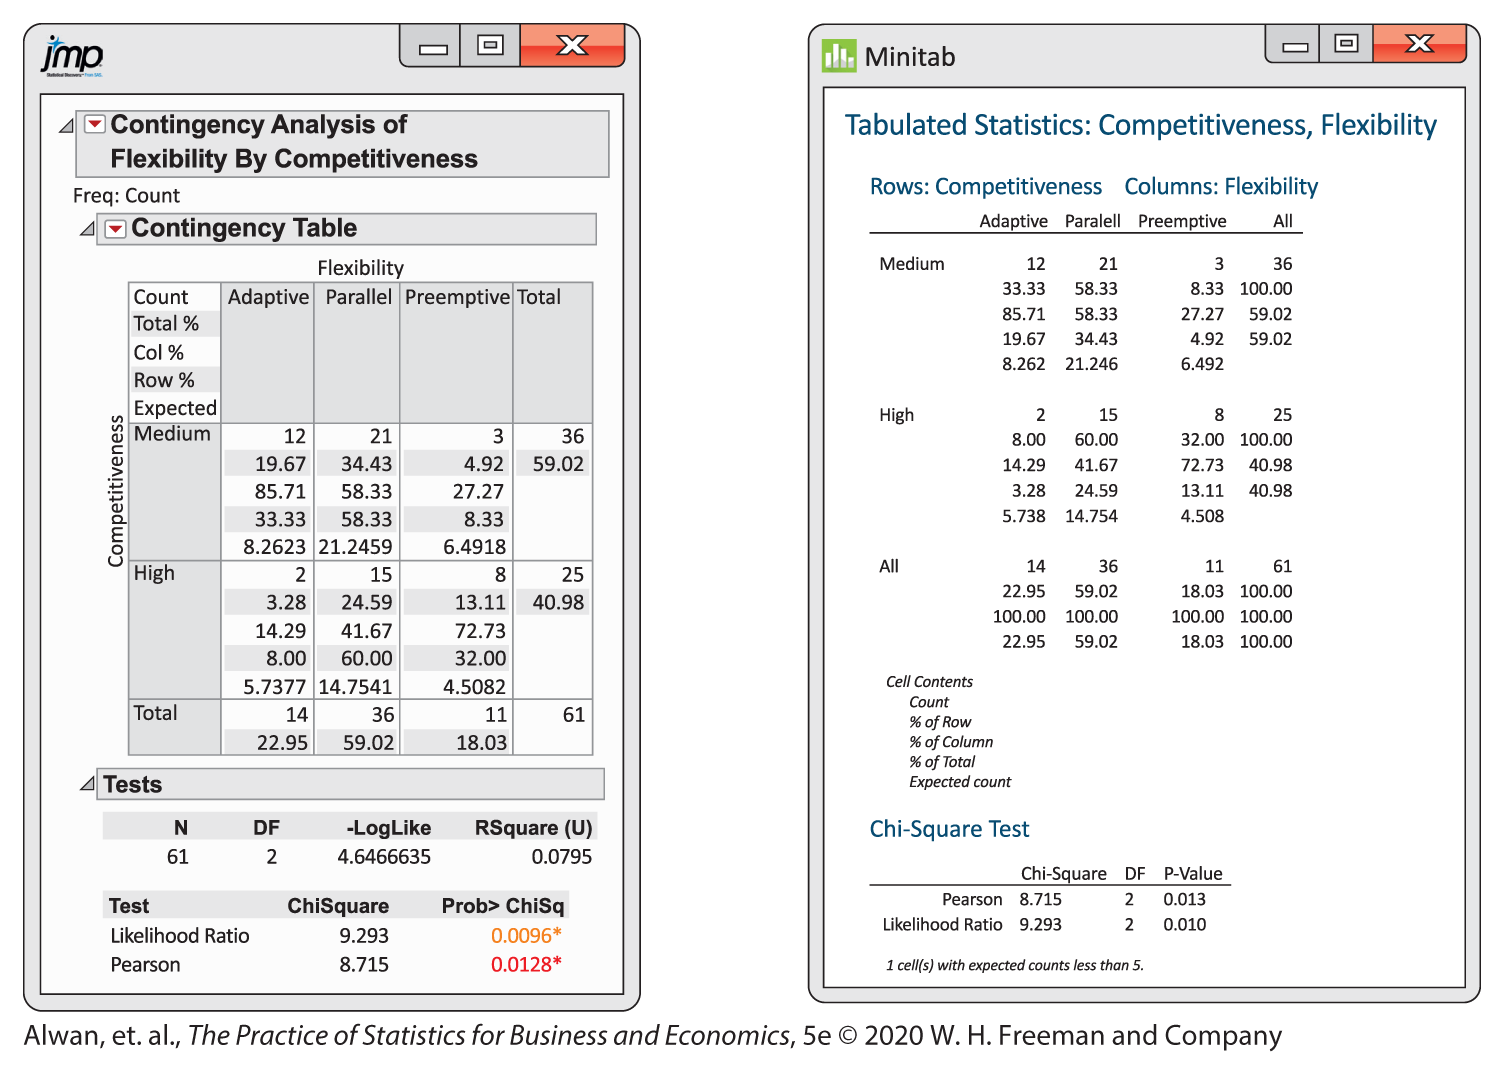 jmp
Statistical Discovery™ From SAS.
Contingency Analysis of
Flexibility By Competitiveness
Freq: Count
Contingency Table
Flexibility
Competitiveness
Count Adaptive Parallel Preemptive Total
Total %
Col %
Row %
Expected
Medium 12 21 3 36
19.67 34.43 4.92 59.02
85.71 58.33 27.27
33.33 58.33 8.33
8.2623 21.2459 6.4918
High 2 15 8 25
3.28 24.59 13.11 40.98
14.29 41.67 72.73
8.00 60.00 32.00
5.7377 14.7541 4.5082
Total 14 36 11 61
22.95 59.02 18.03
Tests
N DF -LogLike RSquare (U)
61 2 4.6466635 0.0795
Test ChiSquare Prob> ChiSq
Likelihood Ratio 9.293 0.0096*
Pearson 8.715 0.0128*
Minitab
Tabulated Statistics: Competitiveness, Flexibility
Rows: Competitiveness Columns: Flexibility
Adaptive Paralell Preemptive All
Medium 12 21 3 36
33.33 58.33 8.33 100.00
85.71 58.33 27.27 59.02
19.67 34.43 4.92 59.02
8.262 21.246 6.492
High 2 15 8 25
8.00 60.00 32.00 100.00
14.29 41.67 72.73 40.98
3.28 24.59 13.11 40.98
5.738 14.754 4.508
All 14 36 11 61
22.95 59.02 18.03 100.00
100.00 100.00 100.00 100.00
22.95 59.02 18.03 100.00
Cell Contents
Count
% of Row
% of Column
% of Total
Expected count
Chi-Square Test
Chi-Square DF P-Value
Pearson 8.715 2 0.013
Likelihood Ratio 9.293 2 0.010
1 cell(s) with expected counts less than 5.
Alwan, et. al., The Practice of Statistics for Business and Economics, 5e © 2020 W. H. Freeman and Company